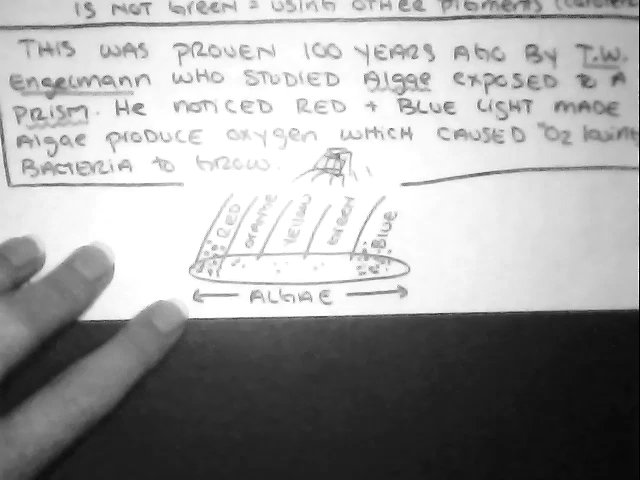 IS NOT GREEN = USING OTHER PIGMENTS
THIS WAS PROVEN 100 YEARS AGO BY T.W.
Engelmann WHO STUDIED Algae exposed to A
PRISM. He noticed RED + BLUE LIGHT MADE
Algae PRODUCE oxygen which CAUSED "O2 loving
BACTERIA to GROW.
RED ORANGE YELLOW GREEN BLUE
ALGAE